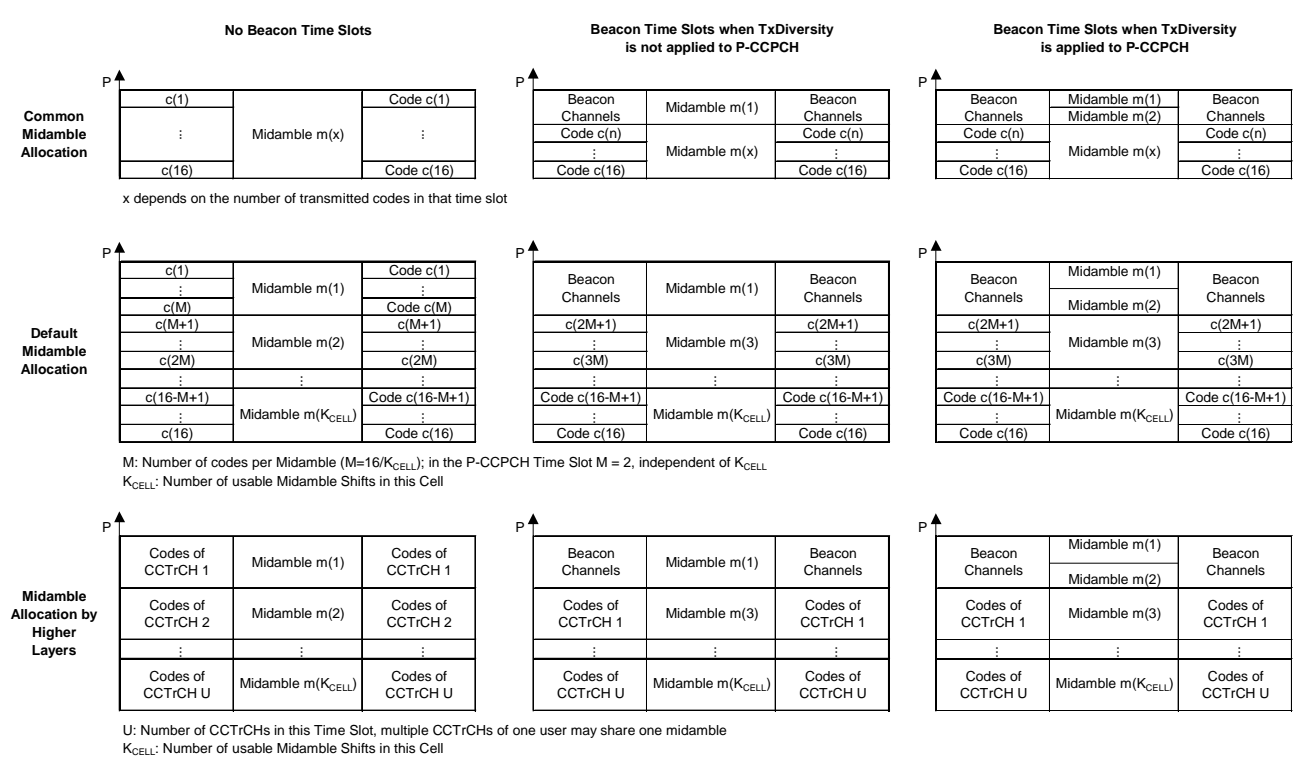 No Beacon Time Slots
Beacon Time Slots when TxDiversity
is not applied to P-CCPCH
Beacon Time Slots when TxDiversity
is applied to P-CCPCH
Common
Midamble
Allocation
P
c(1)
⋮
c(16)
Midamble m(x)
Code c(1)
⋮
Code c(16)
P
Beacon
Channels
Code c(n)
⋮
Code c(16)
Midamble m(1)
Midamble m(x)
Beacon
Channels
Code c(n)
⋮
Code c(16)
P
Beacon
Channels
Code c(n)
⋮
Code c(16)
Midamble m(1)
Midamble m(2)
Midamble m(x)
Beacon
Channels
Code c(n)
⋮
Code c(16)
x depends on the number of transmitted codes in that time slot
Default
Midamble
Allocation
P
c(1)
⋮
c(M)
c(M+1)
⋮
c(2M)
⋮
c(16-M+1)
⋮
c(16)
Midamble m(1)
Midamble m(2)
⋮
Midamble m(KCELL)
Code c(1)
⋮
Code c(M)
c(M+1)
⋮
c(2M)
⋮
Code c(16-M+1)
⋮
Code c(16)
P
Beacon
Channels
c(2M+1)
⋮
c(3M)
⋮
Code c(16-M+1)
⋮
Code c(16)
Midamble m(1)
Midamble m(3)
⋮
Midamble m(KCELL)
Beacon
Channels
c(2M+1)
⋮
c(3M)
⋮
Code c(16-M+1)
⋮
Code c(16)
P
Beacon
Channels
c(2M+1)
⋮
c(3M)
⋮
Code c(16-M+1)
⋮
Code c(16)
Midamble m(1)
Midamble m(2)
Midamble m(3)
⋮
Midamble m(KCELL)
Beacon
Channels
c(2M+1)
⋮
c(3M)
⋮
Code c(16-M+1)
⋮
Code c(16)
M: Number of codes per Midamble (M=16/KCELL); in the P-CCPCH Time Slot M = 2, independent of KCELL
KCELL: Number of usable Midamble Shifts in this Cell
Midamble
Allocation by
Higher
Layers
P
Codes of
CCTrCH 1
Codes of
CCTrCH 2
⋮
Codes of
CCTrCH U
Midamble m(1)
Midamble m(2)
⋮
Midamble m(KCELL)
Codes of
CCTrCH 1
Codes of
CCTrCH 2
⋮
Codes of
CCTrCH U
P
Beacon
Channels
Codes of
CCTrCH 1
⋮
Codes of
CCTrCH U
Midamble m(1)
Midamble m(3)
⋮
Midamble m(KCELL)
Beacon
Channels
Codes of
CCTrCH 1
⋮
Codes of
CCTrCH U
P
Beacon
Channels
Codes of
CCTrCH 1
⋮
Codes of
CCTrCH U
Midamble m(1)
Midamble m(2)
Midamble m(3)
⋮
Midamble m(KCELL)
Beacon
Channels
Codes of
CCTrCH 1
⋮
Codes of
CCTrCH U
U: Number of CCTrCHs in this Time Slot, multiple CCTrCHs of one user may share one midamble
KCELL: Number of usable Midamble Shifts in this Cell